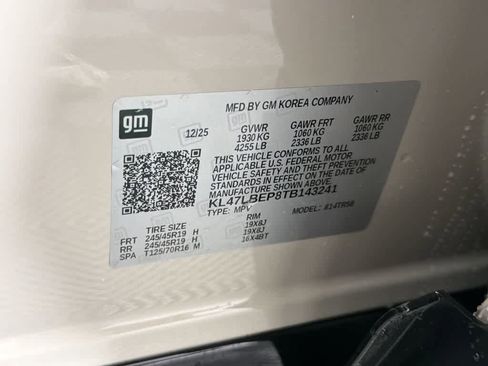 gm
MFD BY GM KOREA COMPANY
12/25 GVWR GAWR FRT GAWR RR
1930 KG 1060 KG 1060 KG
4255 LB 2336 LB 2336 LB
THIS VEHICLE CONFORMS TO ALL
APPLICABLE U.S. FEDERAL MOTOR
VEHICLE SAFETY AND THEFT PREVENTION
STANDARDS IN EFFECT ON THE DATE OF
MANUFACTURE SHOWN ABOVE.
KL47LBEP8TB143241
TYPE: MPV
TIRE SIZE RIM
FRT 245/45R19 H 19X8J
RR 245/45R19 H 19X8J
SPA T125/70R16 M 16X4BT